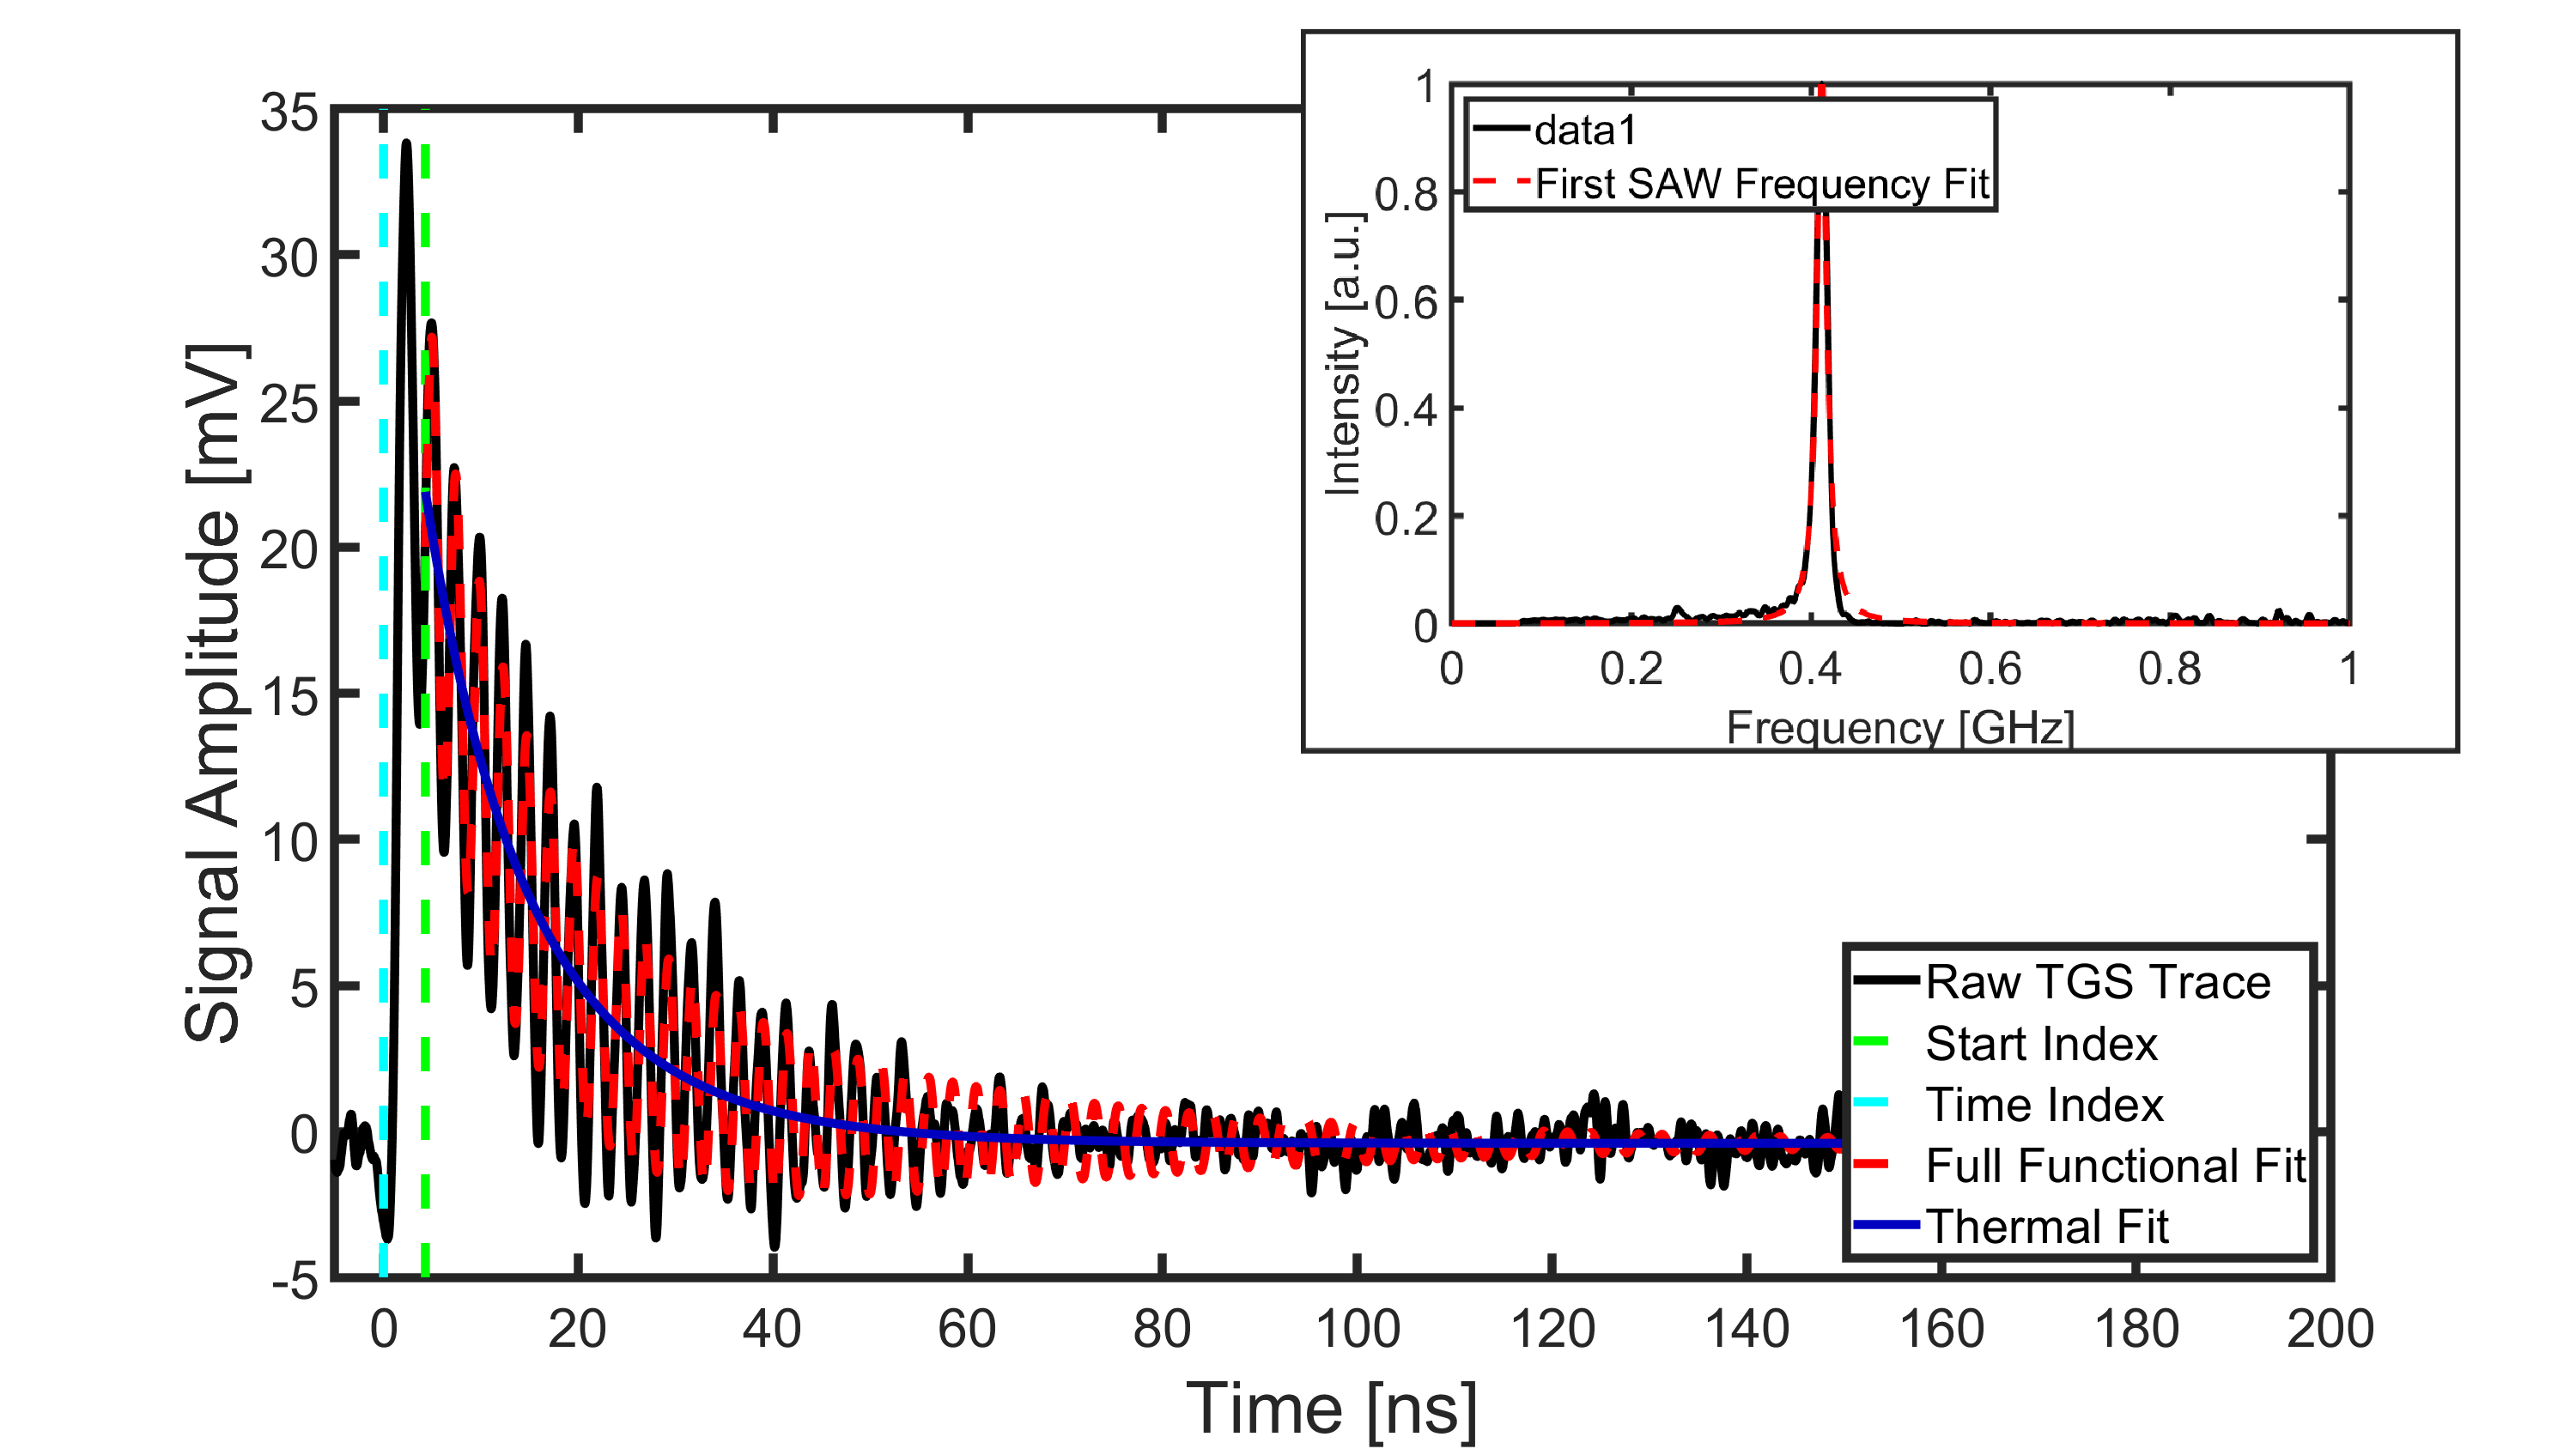 35
30
25
20
15
10
5
0
-5
Signal Amplitude [mV]
0 20 40 60 80 100 120 140 160 180 200
Time [ns]
Raw TGS Trace
Start Index
Time Index
Full Functional Fit
Thermal Fit
1
0.8
0.6
0.4
0.2
0
Intensity [a.u.]
data1
First SAW Frequency Fit
0 0.2 0.4 0.6 0.8 1
Frequency [GHz]